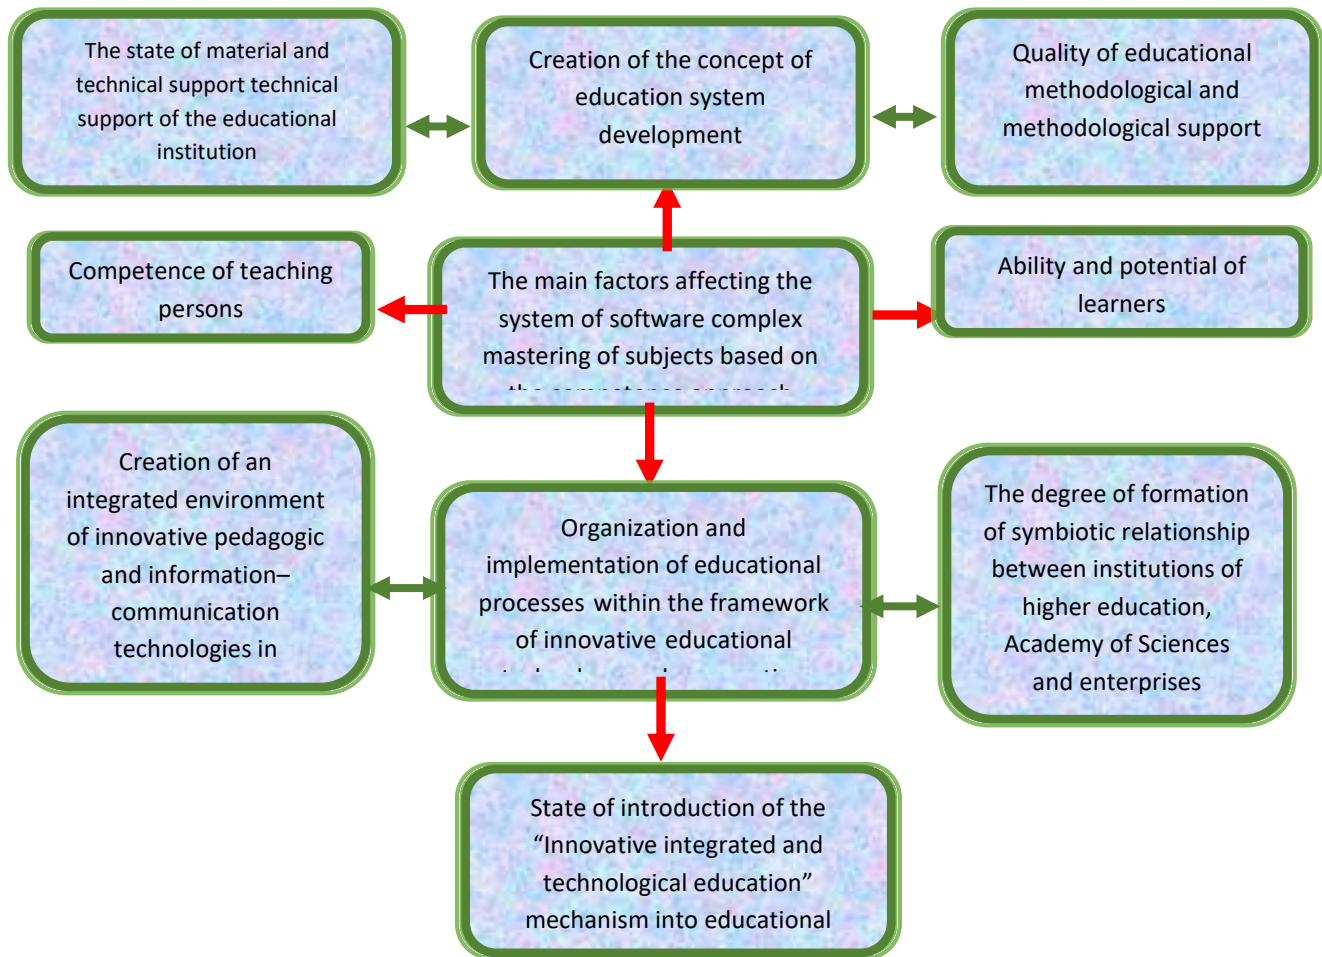 The state of material and
technical support technical
support of the educational
institution
Creation of the concept of
education system
development
Quality of educational
methodological and
methodological support
Competence of teaching
persons
The main factors affecting the
system of software complex
mastering of subjects based on
the competence approach
Ability and potential of
learners
Creation of an
integrated environment
of innovative pedagogic
and information–
communication
technologies in
Organization and
implementation of educational
processes within the framework
of innovative educational
The degree of formation
of symbiotic relationship
between institutions of
higher education,
Academy of Sciences
and enterprises
State of introduction of the
“Innovative integrated and
technological education”
mechanism into educational